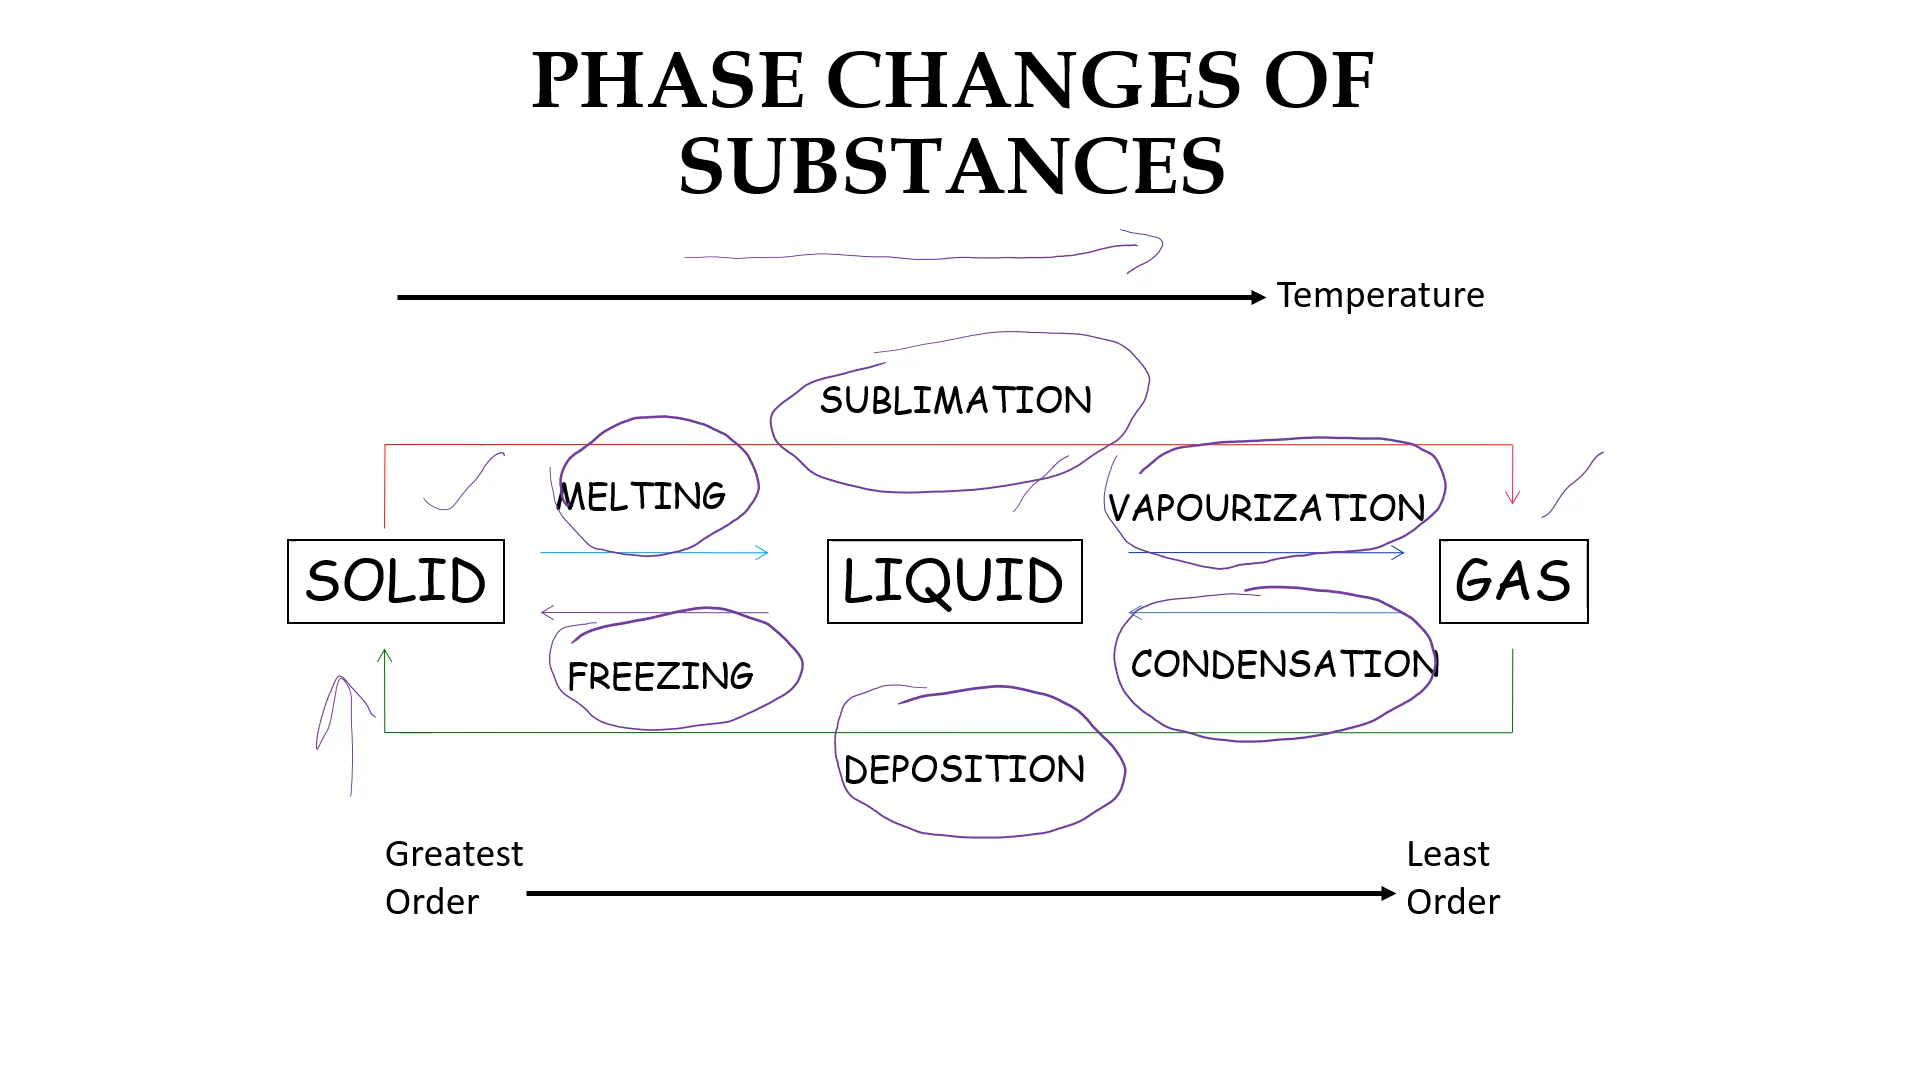 PHASE CHANGES OF
SUBSTANCES
Temperature
SUBLIMATION
MELTING
VAPOURIZATION
SOLID
LIQUID
GAS
FREEZING
CONDENSATION
DEPOSITION
Greatest
Order
Least
Order